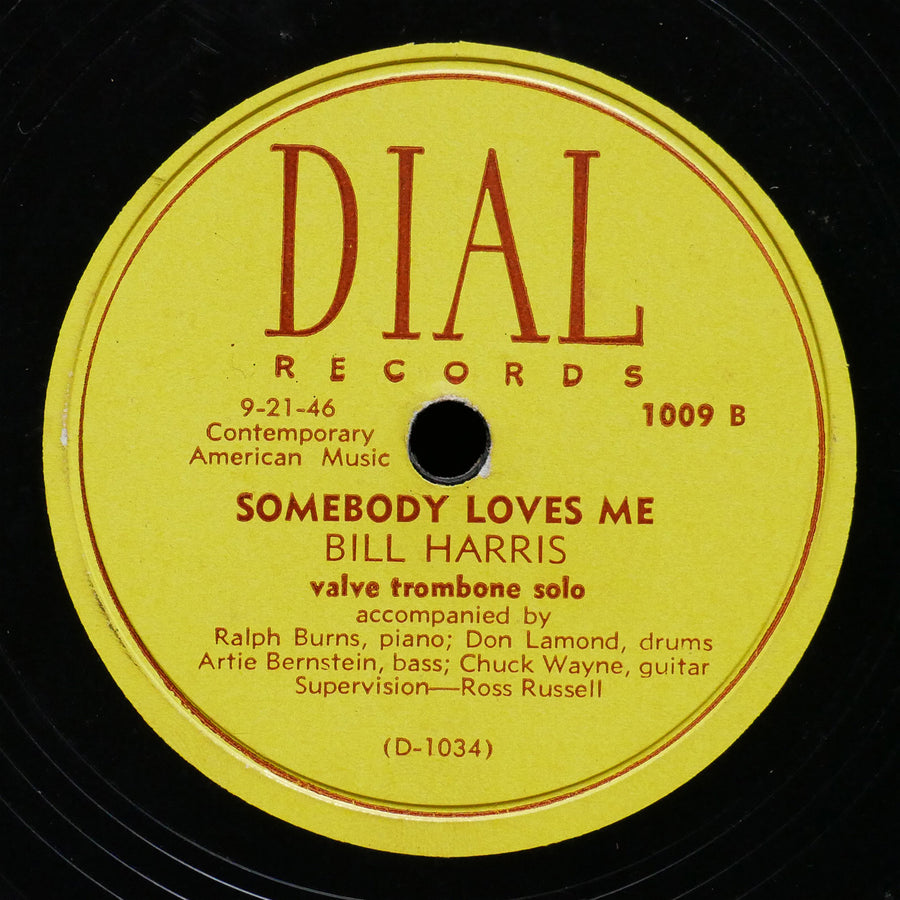 DIAL
RECORDS
9-21-46
Contemporary
American Music
1009 B
SOMEBODY LOVES ME
BILL HARRIS
valve trombone solo
accompanied by
Ralph Burns, piano; Don Lamond, drums
Artie Bernstein, bass; Chuck Wayne, guitar
Supervision—Ross Russell
(D-1034)